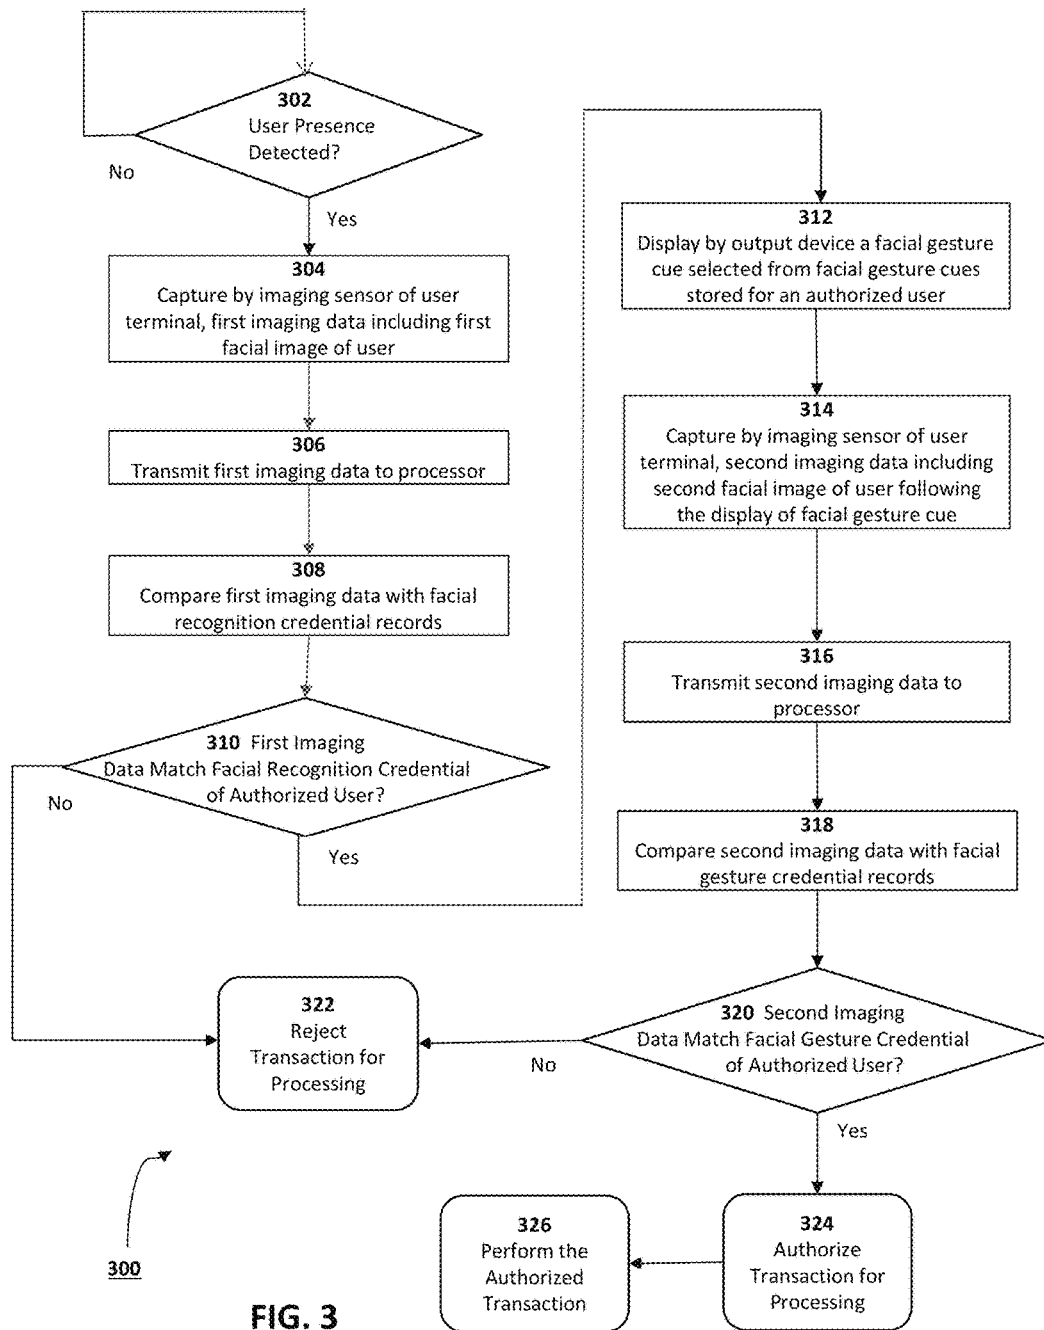 302
User Presence
Detected?
No
Yes
304
Capture by imaging sensor of user
terminal, first imaging data including first
facial image of user
306
Transmit first imaging data to processor
308
Compare first imaging data with facial
recognition credential records
310 First Imaging
Data Match Facial Recognition Credential
of Authorized User?
No
Yes
312
Display by output device a facial gesture
cue selected from facial gesture cues
stored for an authorized user
314
Capture by imaging sensor of user
terminal, second imaging data including
second facial image of user following
the display of facial gesture cue
316
Transmit second imaging data to
processor
318
Compare second imaging data with facial
gesture credential records
320 Second Imaging
Data Match Facial Gesture Credential
of Authorized User?
No
Yes
322
Reject
Transaction for
Processing
324
Authorize
Transaction for
Processing
326
Perform the
Authorized
Transaction
300
FIG. 3